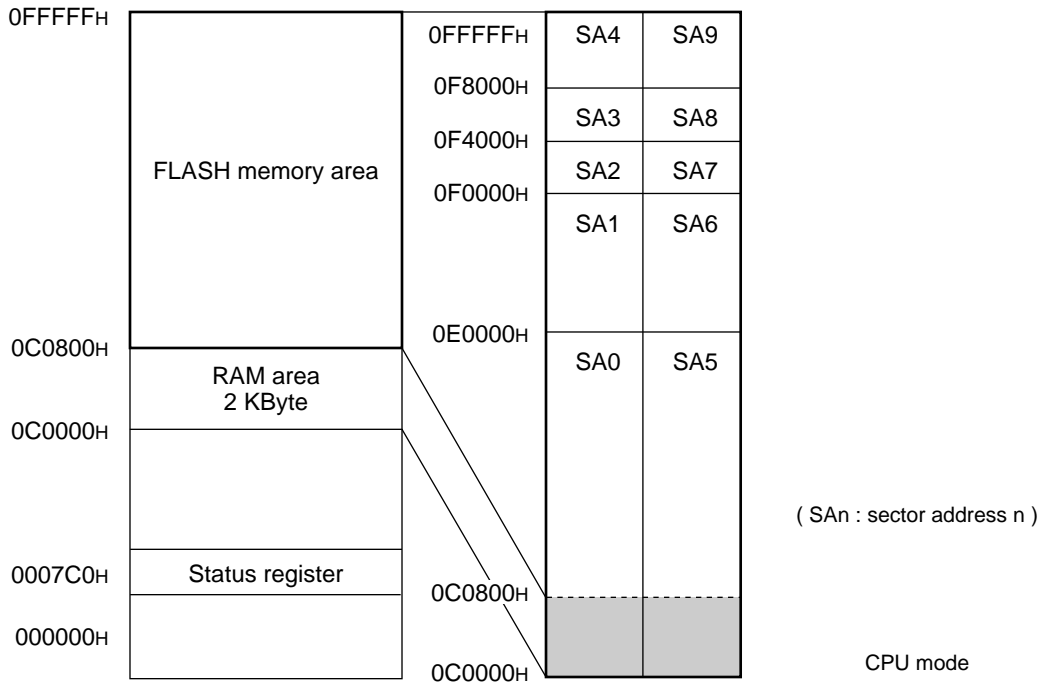 0FFFFFH
FLASH memory area
0C0800H
RAM area
2 KByte
0C0000H
0007C0H
Status register
000000H
0FFFFFH
SA4 SA9
0F8000H
SA3 SA8
0F4000H
SA2 SA7
0F0000H
SA1 SA6
0E0000H
SA0 SA5
0C0800H
0C0000H
( SAn : sector address n )
CPU mode